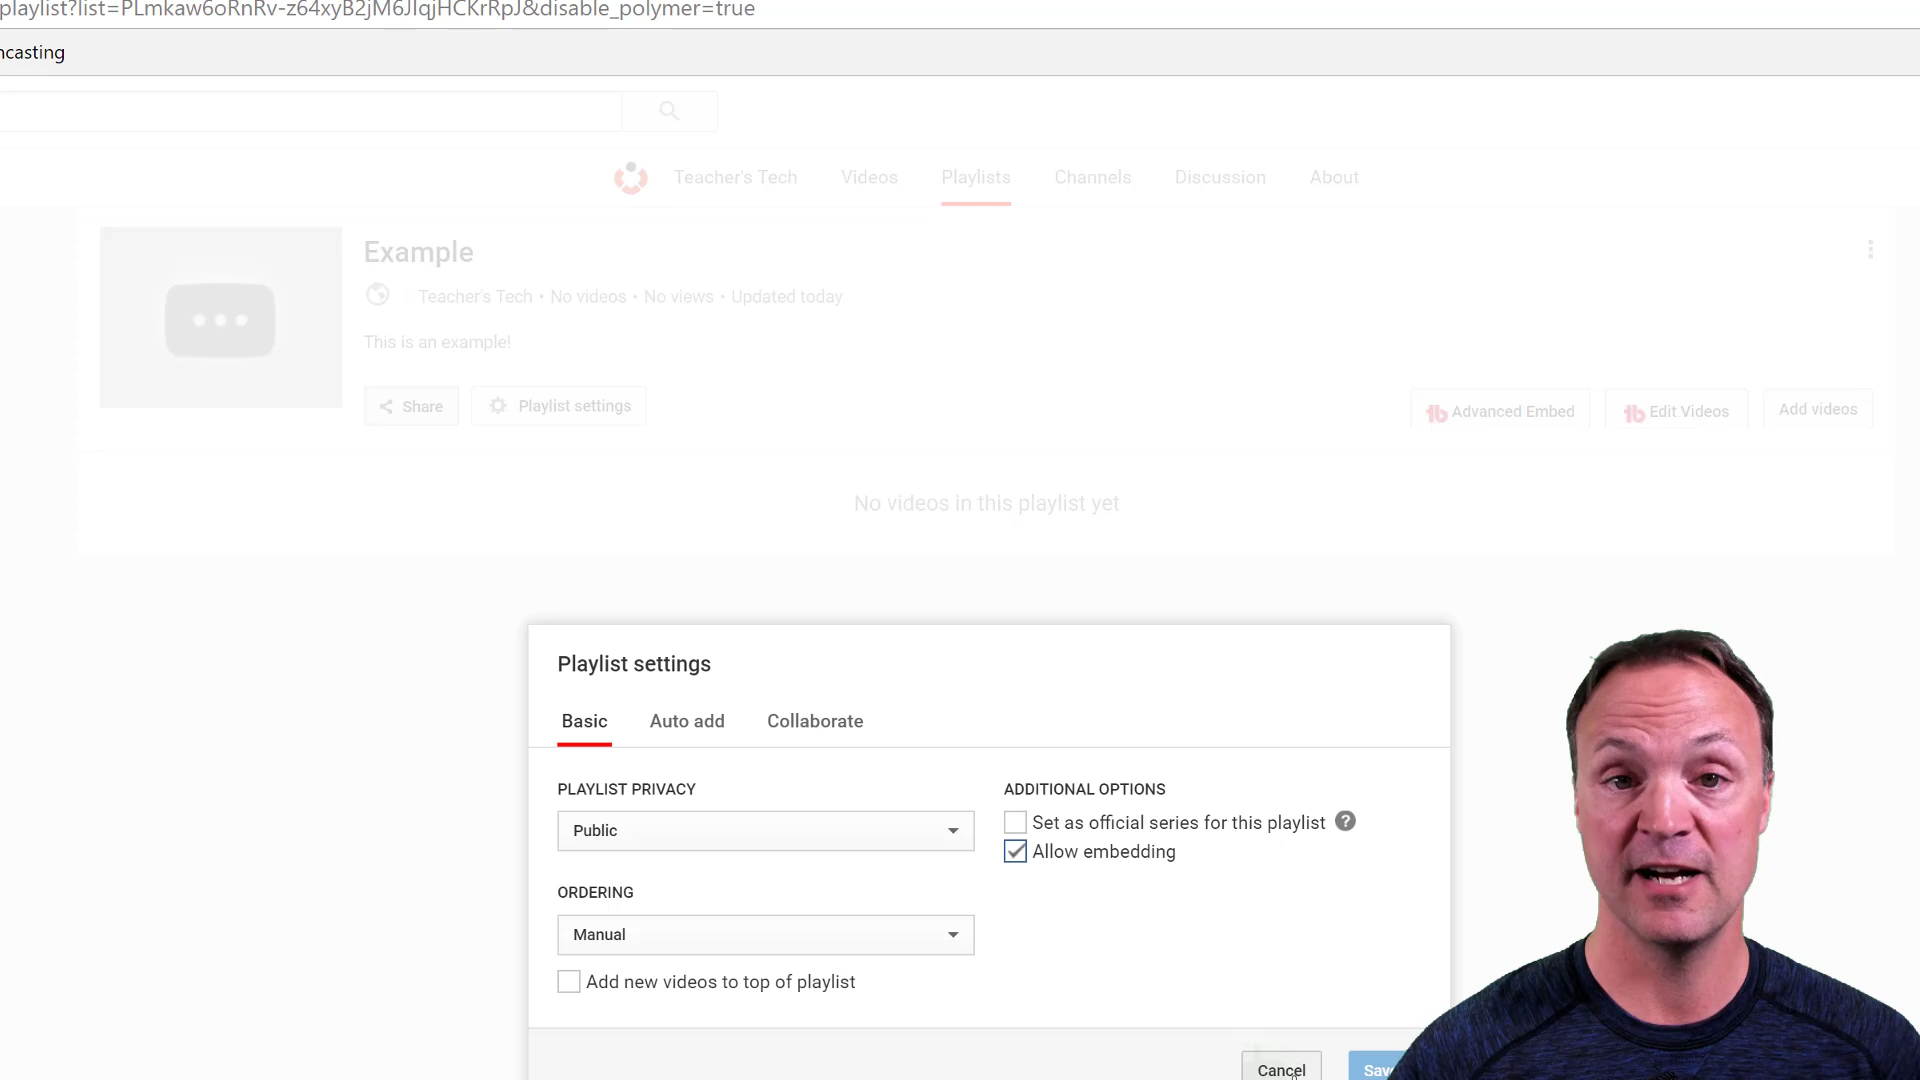 playlist?list=PLmkaw6oRnRv-z64xyB2jM6JIqjHCKrRpJ&disable_polymer=true
ncasting
Teacher's Tech Videos Playlists Channels Discussion About
Example
Teacher's Tech • No videos • No views • Updated today
This is an example!
Share Playlist settings
Advanced Embed Edit Videos Add videos
No videos in this playlist yet
Playlist settings
Basic Auto add Collaborate
PLAYLIST PRIVACY
Public
ADDITIONAL OPTIONS
Set as official series for this playlist ?
Allow embedding
ORDERING
Manual
Add new videos to top of playlist
Cancel Save